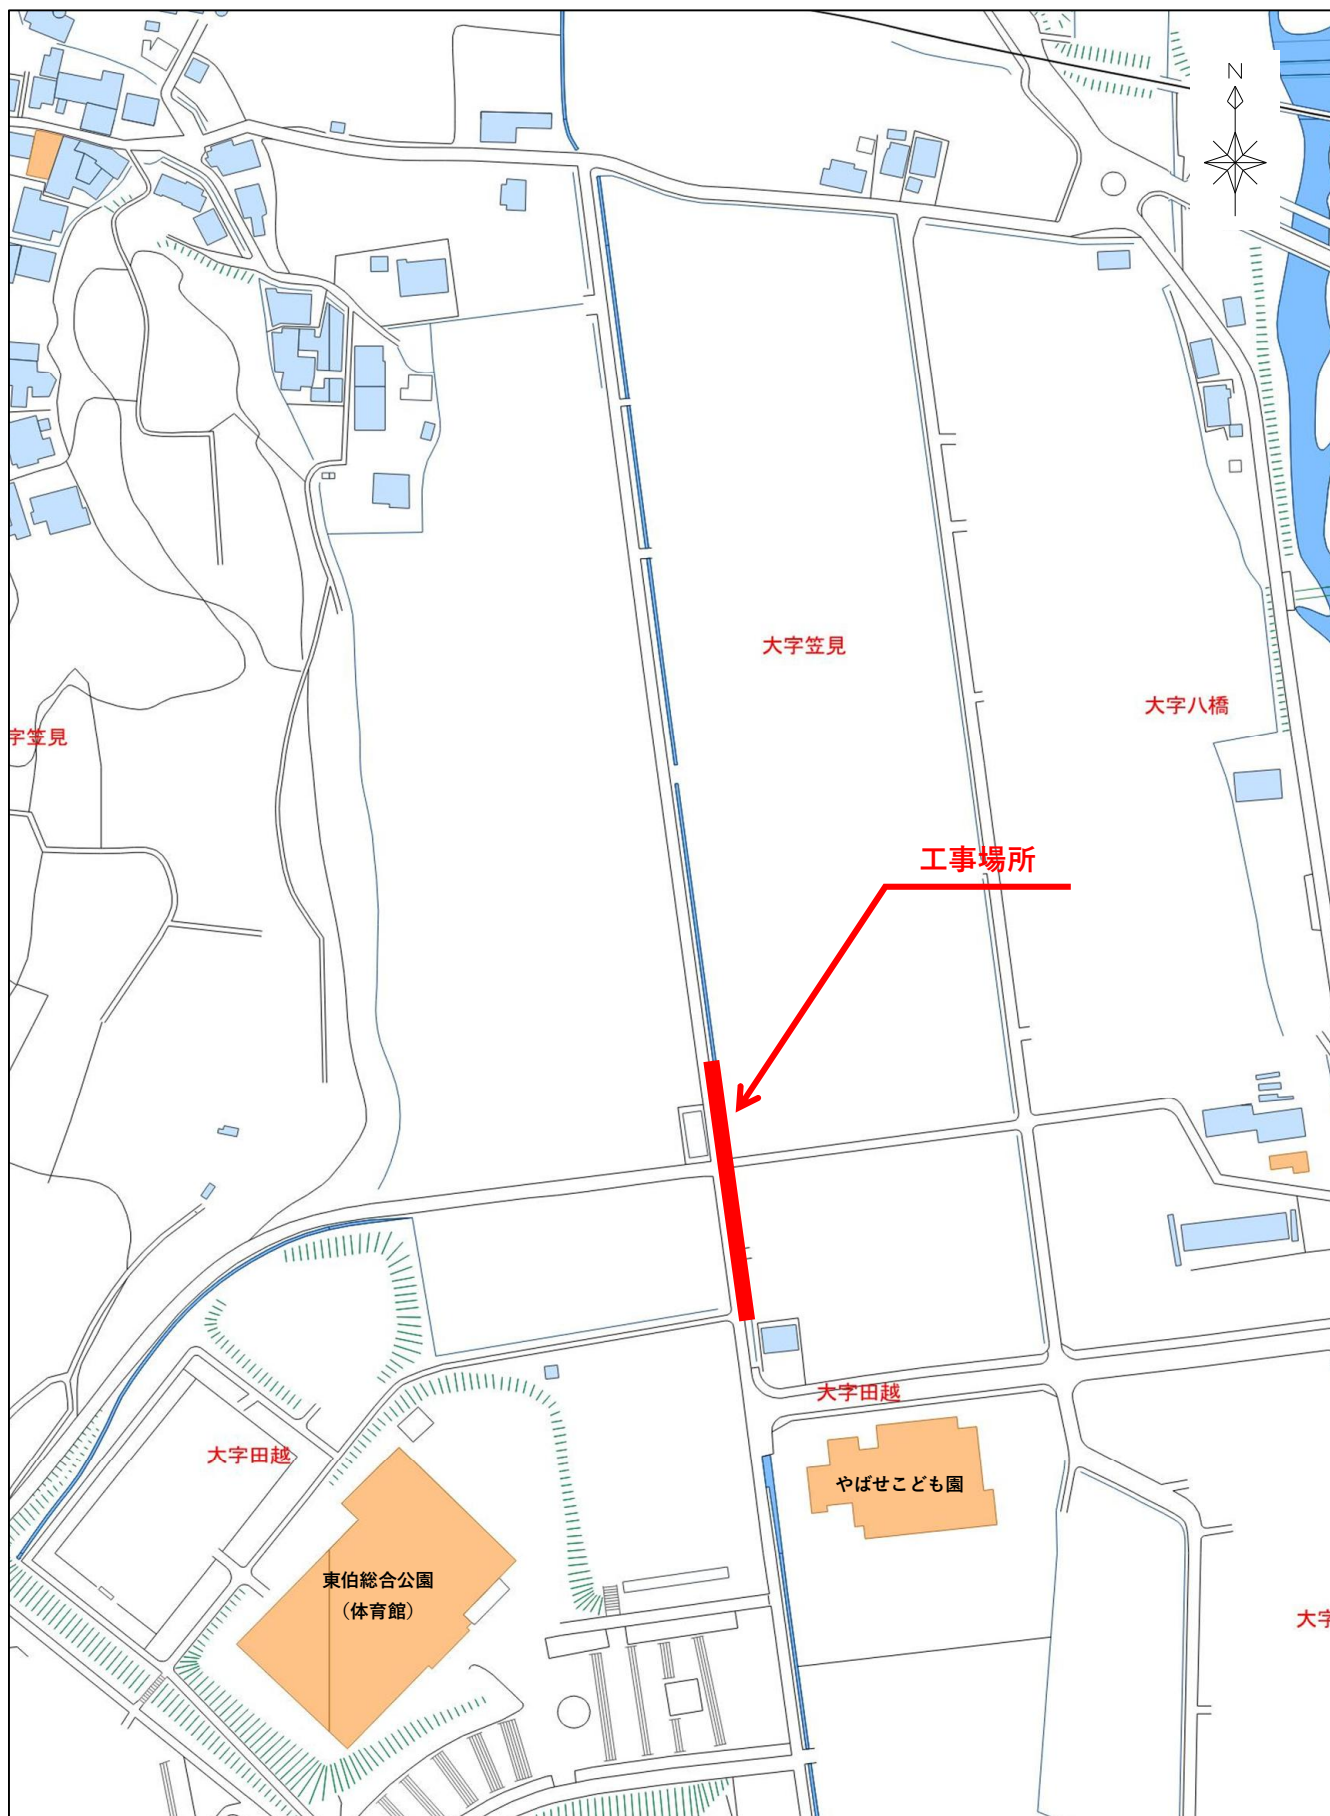 N
大字笠見
大字八橋
字笠見
工事場所
大字田越
大字田越
やばせこども園
東伯総合公園
（体育館）
大字